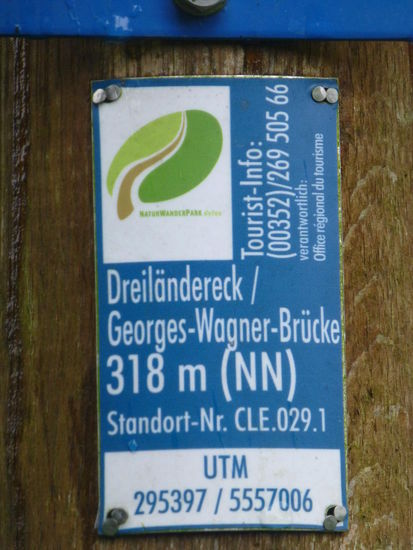 NATURWANDERPARK delux
Tourist-Info:
(00352)/269 505 66
verantwortlich:
Office régional du tourisme
Dreiländereck /
Georges-Wagner-Brücke
318 m (NN)
Standort-Nr. CLE.029.1
UTM
295397 / 5557006